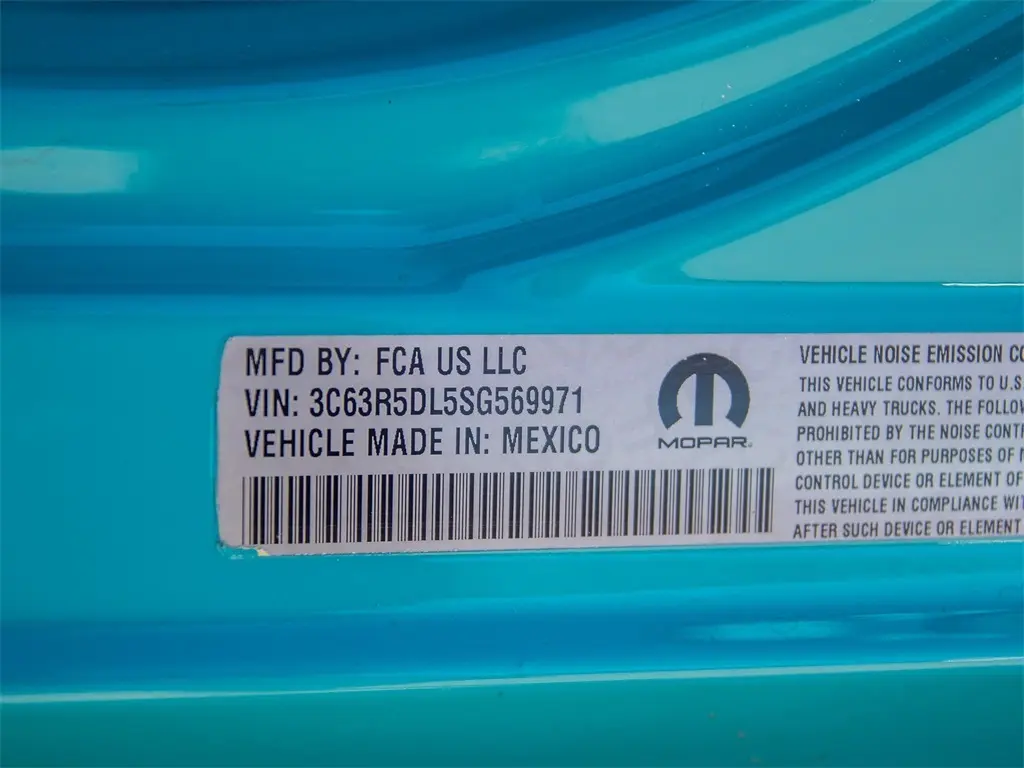 MFD BY: FCA US LLC
VIN: 3C63R5DL5SG569971
VEHICLE MADE IN: MEXICO
MOPAR
VEHICLE NOISE EMISSION
THIS VEHICLE CONFORMS TO U.S.
AND HEAVY TRUCKS. THE
PROHIBITED BY THE NOISE
OTHER THAN FOR PURPOSES OF
CONTROL DEVICE OR ELEMENT OF
THIS VEHICLE IN COMPLIANCE
AFTER SUCH DEVICE OR ELEMENT